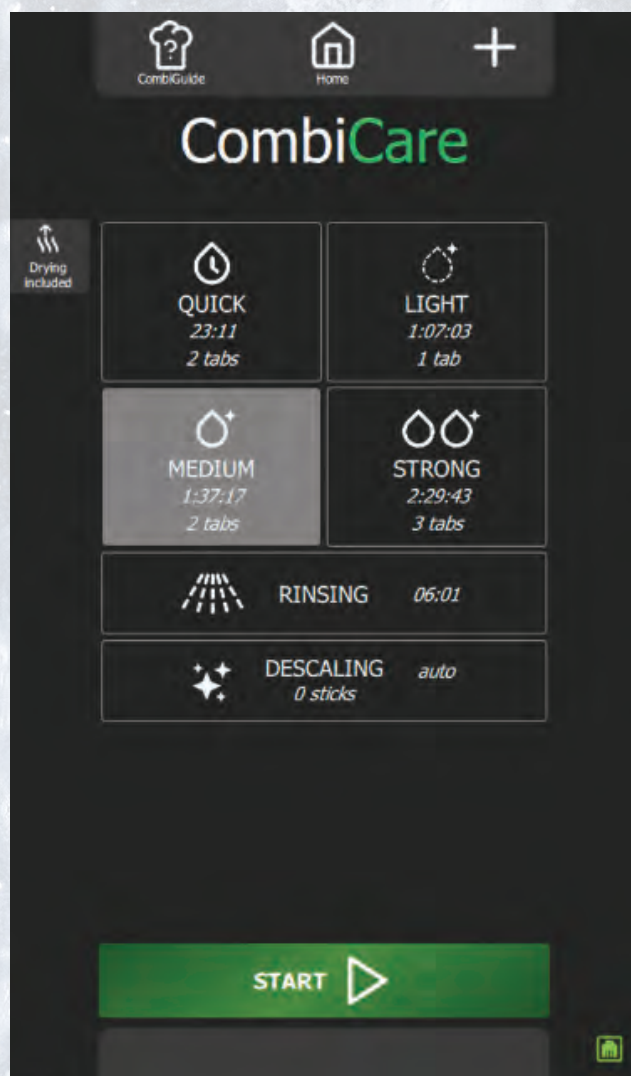 ?
CombiGuide
Home
CombiCare
Drying
included
QUICK
23:11
2 tabs
LIGHT
1:07:03
1 tab
MEDIUM
1:37:17
2 tabs
STRONG
2:29:43
3 tabs
RINSING 06:01
DESCALING auto
0 sticks
START